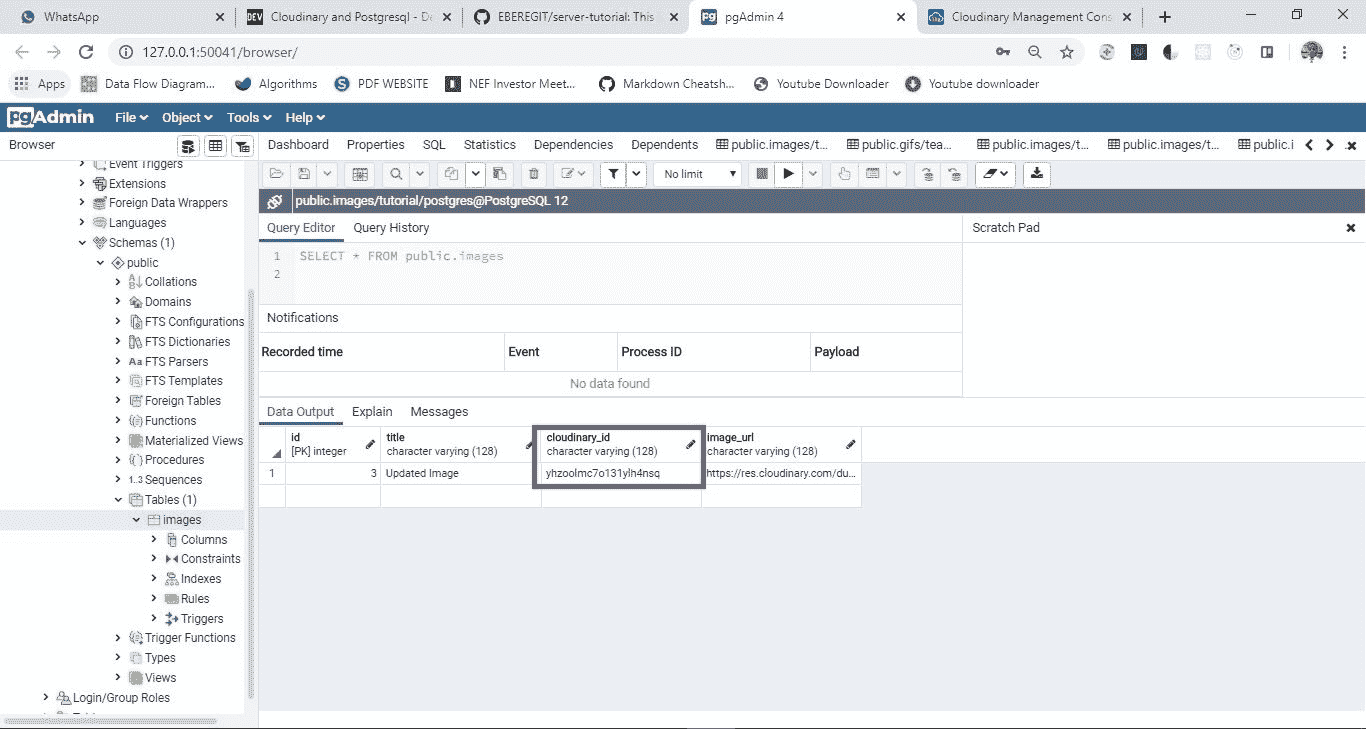 WhatsApp
Cloudinary and Postgresql - De
EBEREGIT/server-tutorial: This
pgAdmin 4
Cloudinary Management Cons
127.0.0.1:50041/browser/
Apps
Data Flow Diagram...
Algorithms
PDF WEBSITE
NEF Investor Meet...
Markdown Cheatsh...
Youtube Downloader
Youtube downloader
pgAdmin
File
Object
Tools
Help
Browser
Dashboard
Properties
SQL
Statistics
Dependencies
Dependents
public.images/t...
public.gifs/tea...
public.images/t...
public.images/t...
public.i
No limit
public.images/tutorial/postgres@PostgreSQL 12
Query Editor
Query History
Scratch Pad
1 SELECT * FROM public.images
2
Notifications
Recorded time Event Process ID Payload
No data found
Data Output
Explain
Messages
id title cloudinary_id image_url
[PK] integer character varying (128) character varying (128) character varying (128)
1 3 Updated Image yhzoolmc7o131ylh4nsq https://res.cloudinary.com/du...
Event Triggers
Extensions
Foreign Data Wrappers
Languages
Schemas (1)
public
Collations
Domains
FTS Configurations
FTS Dictionaries
Aa FTS Parsers
FTS Templates
Foreign Tables
Functions
Materialized Views
Procedures
1..3 Sequences
Tables (1)
images
Columns
Constraints
Indexes
Rules
Triggers
Trigger Functions
Types
Views
Login/Group Roles